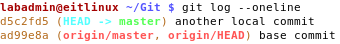 labadmin@eitlinux ~/Git $ git log --oneline
d5c2fd5 (HEAD -> master) another local commit
ad99e8a (origin/master, origin/HEAD) base commit